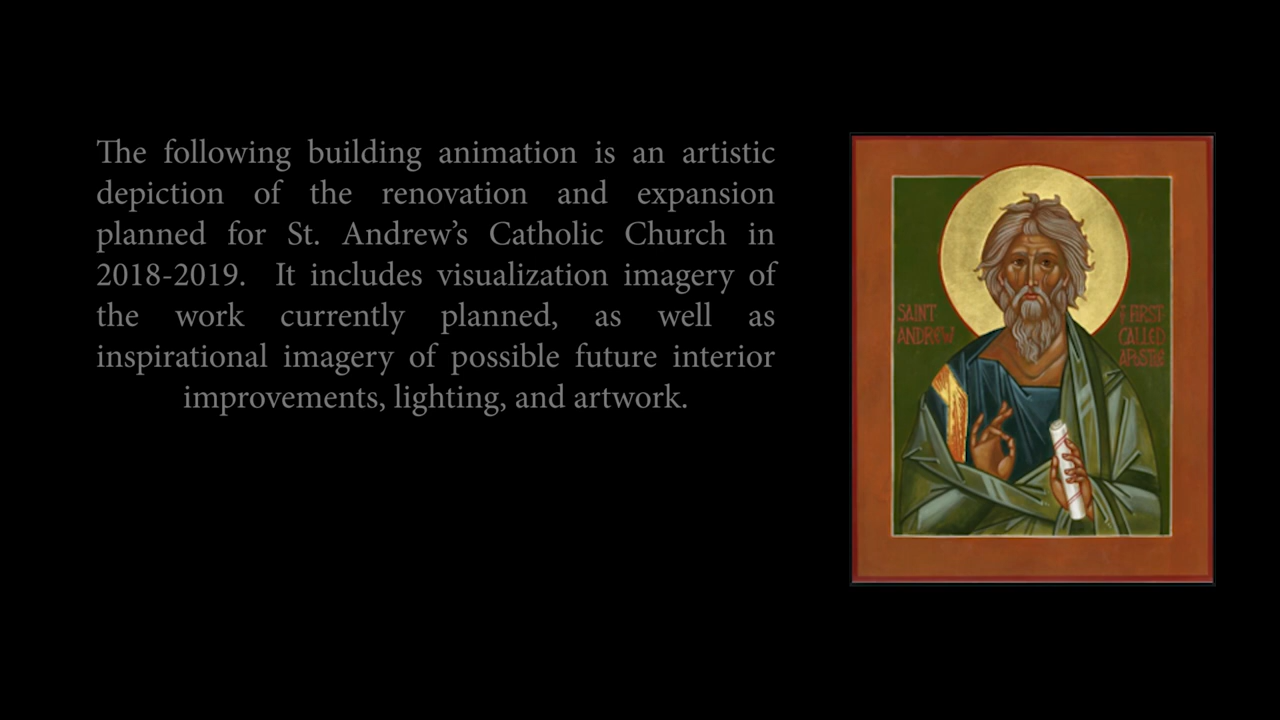 The following building animation is an artistic
depiction of the renovation and expansion
planned for St. Andrew’s Catholic Church in
2018-2019. It includes visualization imagery of
the work currently planned, as well as
inspirational imagery of possible future interior
improvements, lighting, and artwork.
SAINT
ANDREW
FIRST
CALLED
APOSTLE